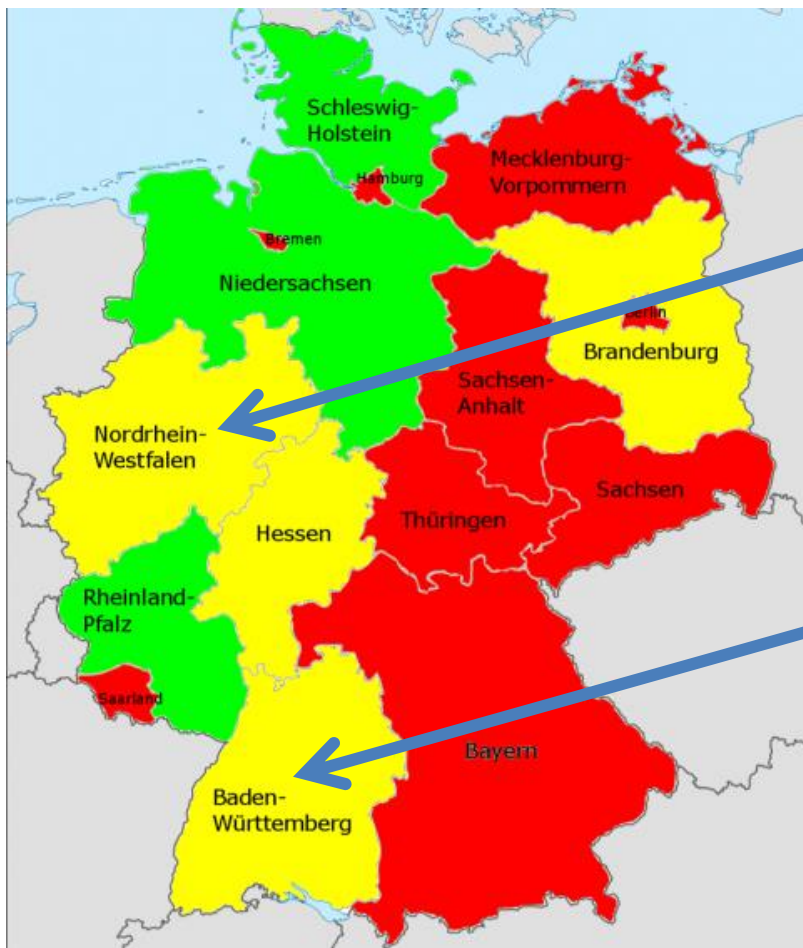 Schleswig-
Holstein
Mecklenburg-
Vorpommern
Hamburg
Bremen
Niedersachsen
Berlin
Brandenburg
Sachsen-
Anhalt
Nordrhein-
Westfalen
Sachsen
Thüringen
Hessen
Rheinland-
Pfalz
Saarland
Bayern
Baden-
Württemberg